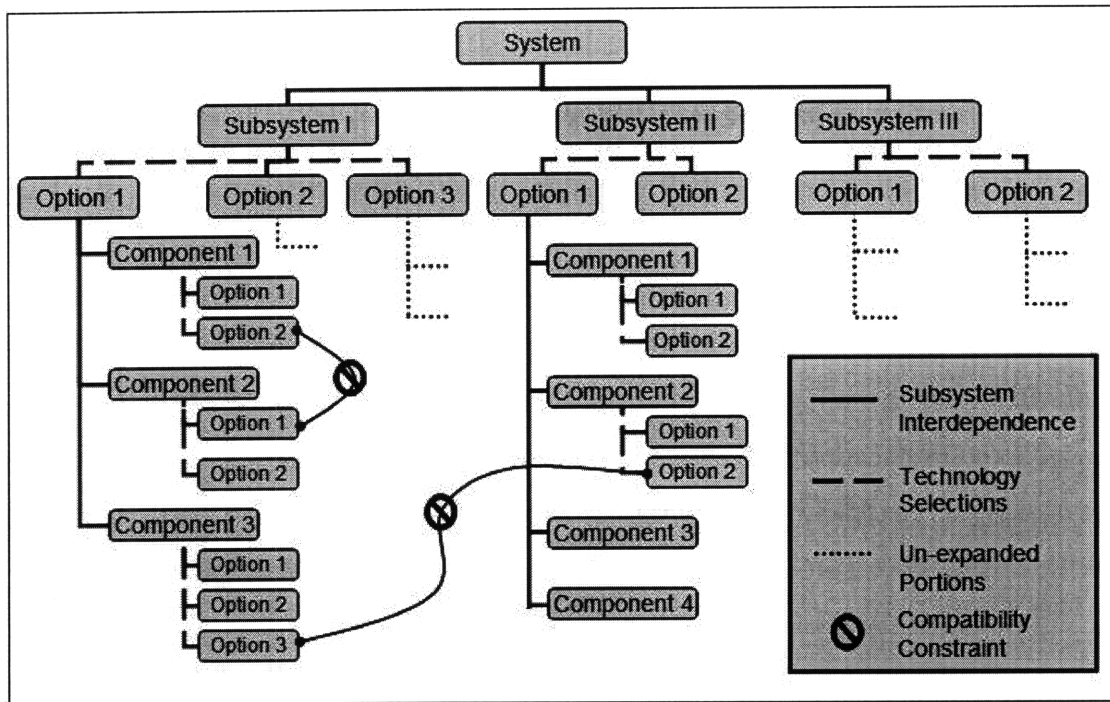 System
Subsystem I
Subsystem II
Subsystem III
Option 1
Option 2
Option 3
Option 1
Option 2
Option 1
Option 2
Component 1
Option 1
Option 2
Component 2
Option 1
Option 2
Component 3
Option 1
Option 2
Option 3
Component 1
Option 1
Option 2
Component 2
Option 1
Option 2
Component 3
Component 4
Subsystem
Interdependence
Technology
Selections
Un-expanded
Portions
Compatibility
Constraint